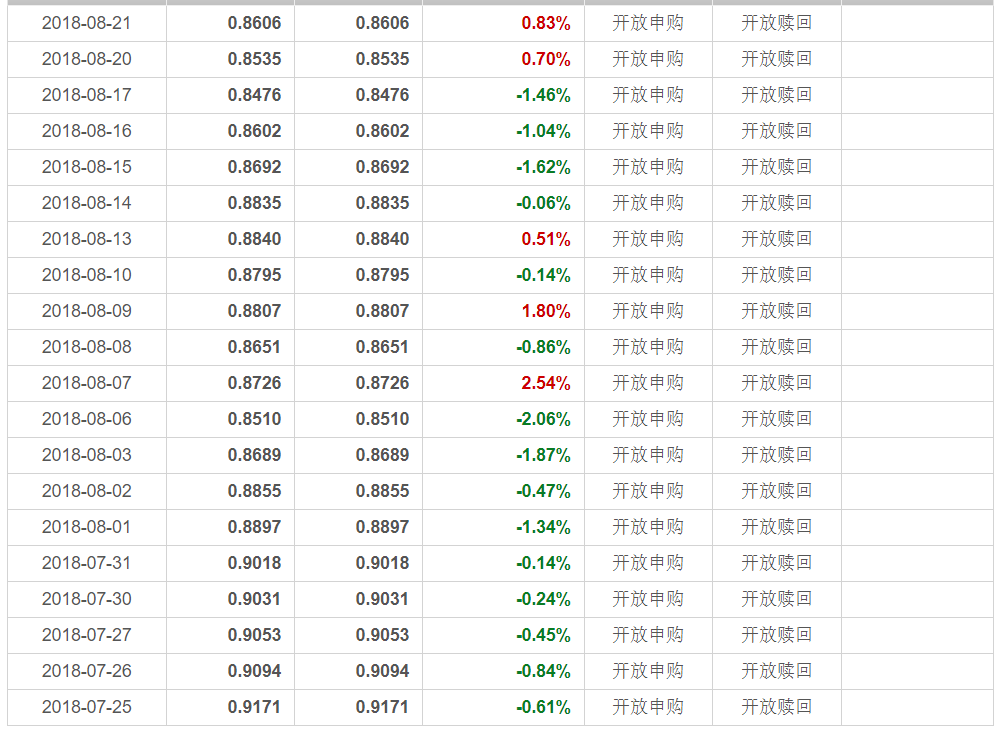 2018-08-21 0.8606 0.8606 0.83% 开放申购 开放赎回
2018-08-20 0.8535 0.8535 0.70% 开放申购 开放赎回
2018-08-17 0.8476 0.8476 -1.46% 开放申购 开放赎回
2018-08-16 0.8602 0.8602 -1.04% 开放申购 开放赎回
2018-08-15 0.8692 0.8692 -1.62% 开放申购 开放赎回
2018-08-14 0.8835 0.8835 -0.06% 开放申购 开放赎回
2018-08-13 0.8840 0.8840 0.51% 开放申购 开放赎回
2018-08-10 0.8795 0.8795 -0.14% 开放申购 开放赎回
2018-08-09 0.8807 0.8807 1.80% 开放申购 开放赎回
2018-08-08 0.8651 0.8651 -0.86% 开放申购 开放赎回
2018-08-07 0.8726 0.8726 2.54% 开放申购 开放赎回
2018-08-06 0.8510 0.8510 -2.06% 开放申购 开放赎回
2018-08-03 0.8689 0.8689 -1.87% 开放申购 开放赎回
2018-08-02 0.8855 0.8855 -0.47% 开放申购 开放赎回
2018-08-01 0.8897 0.8897 -1.34% 开放申购 开放赎回
2018-07-31 0.9018 0.9018 -0.14% 开放申购 开放赎回
2018-07-30 0.9031 0.9031 -0.24% 开放申购 开放赎回
2018-07-27 0.9053 0.9053 -0.45% 开放申购 开放赎回
2018-07-26 0.9094 0.9094 -0.84% 开放申购 开放赎回
2018-07-25 0.9171 0.9171 -0.61% 开放申购 开放赎回